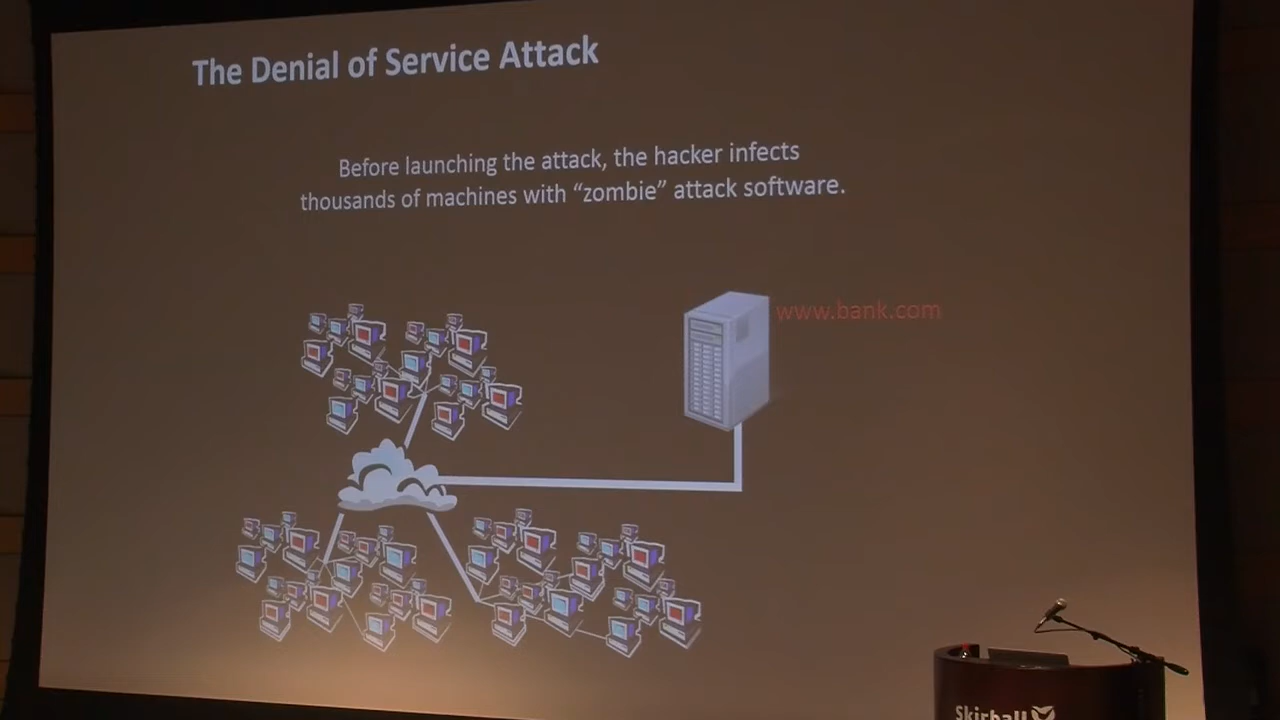 The Denial of Service Attack
Before launching the attack, the hacker infects
thousands of machines with “zombie” attack software.
www.bank.com
Skirball